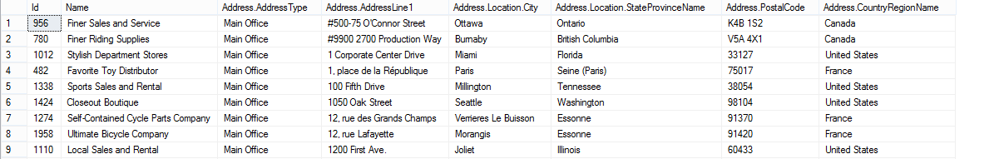 Id Name Address.AddressType Address.AddressLine1 Address.Location.City Address.Location.StateProvinceName Address.PostalCode Address.CountryRegionName
1 956 Finer Sales and Service Main Office #500-75 O'Connor Street Ottawa Ontario K4B 1S2 Canada
2 780 Finer Riding Supplies Main Office #9900 2700 Production Way Burnaby British Columbia V5A 4X1 Canada
3 1012 Stylish Department Stores Main Office 1 Corporate Center Drive Miami Florida 33127 United States
4 482 Favorite Toy Distributor Main Office 1, place de la République Paris Seine (Paris) 75017 France
5 1338 Sports Sales and Rental Main Office 100 Fifth Drive Millington Tennessee 38054 United States
6 1424 Closeout Boutique Main Office 1050 Oak Street Seattle Washington 98104 United States
7 1274 Self-Contained Cycle Parts Company Main Office 12, rue des Grands Champs Verrieres Le Buisson Essonne 91370 France
8 1958 Ultimate Bicycle Company Main Office 12, rue Lafayette Morangis Essonne 91420 France
9 1110 Local Sales and Rental Main Office 1200 First Ave. Joliet Illinois 60433 United States